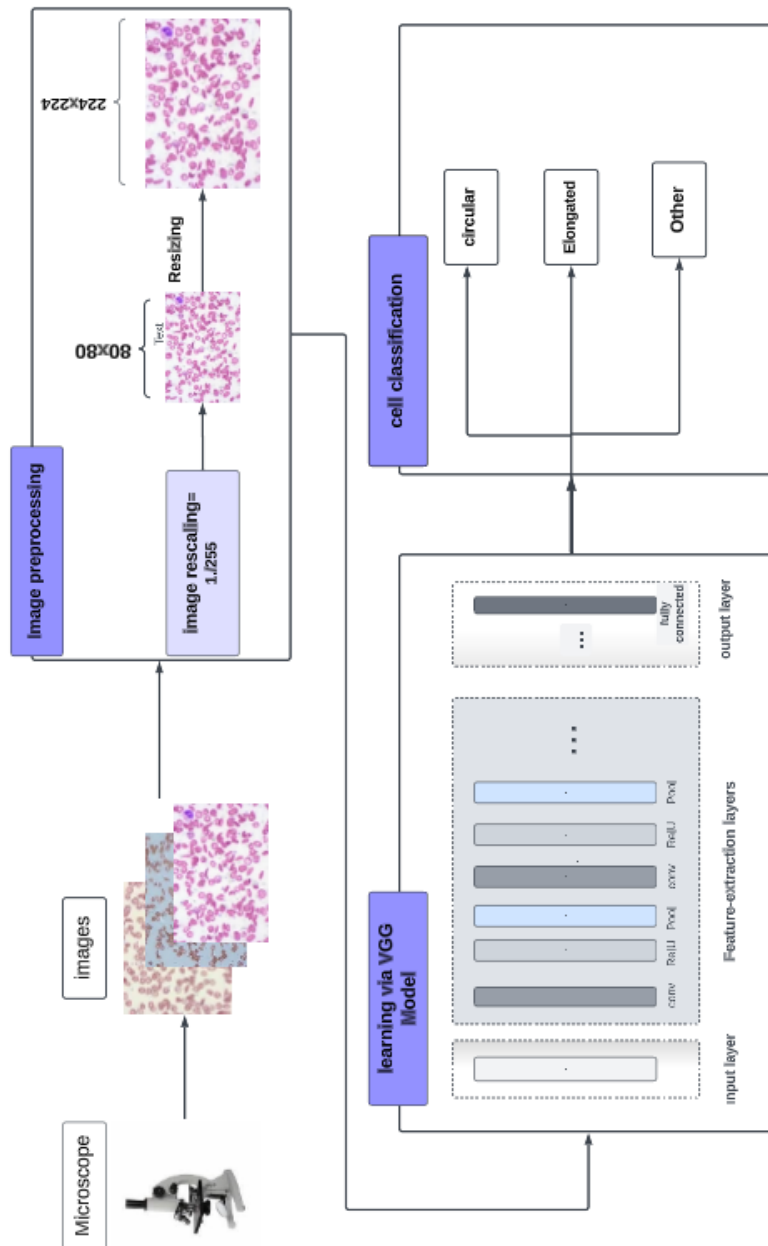 Microscope
images
Image preprocessing
image rescaling=
1./255
80x80
Text
Resizing
224x224
learning via VGG
Model
input layer
conv
RelU
Pool
conv
RelU
Pool
...
Feature-extraction layers
...
fully
connected
output layer
cell classification
circular
Elongated
Other